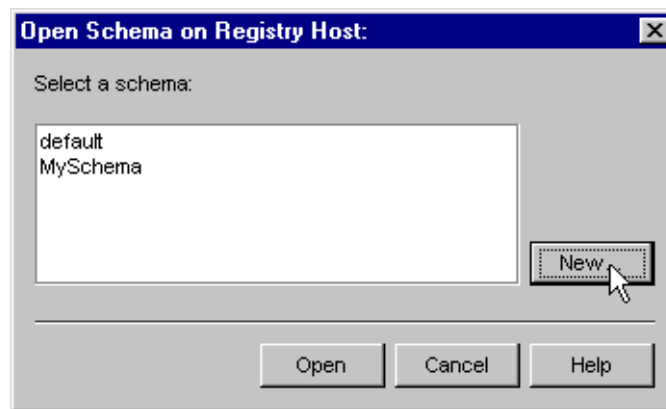 Open Schema on Registry Host:
Select a schema:
default
MySchema
New...
Open
Cancel
Help